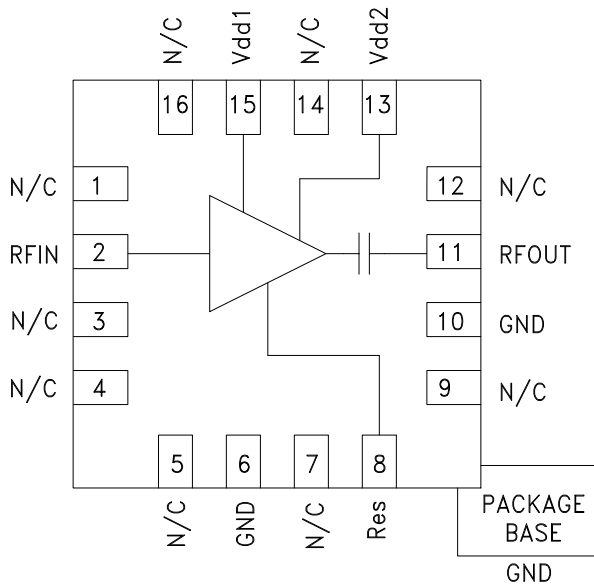 N/C
Vdd1
N/C
Vdd2
16
15
14
13
N/C
1
12
N/C
RFIN
2
11
RFOUT
N/C
3
10
GND
N/C
4
9
N/C
5
6
7
8
N/C
GND
N/C
Res
PACKAGE
BASE
GND